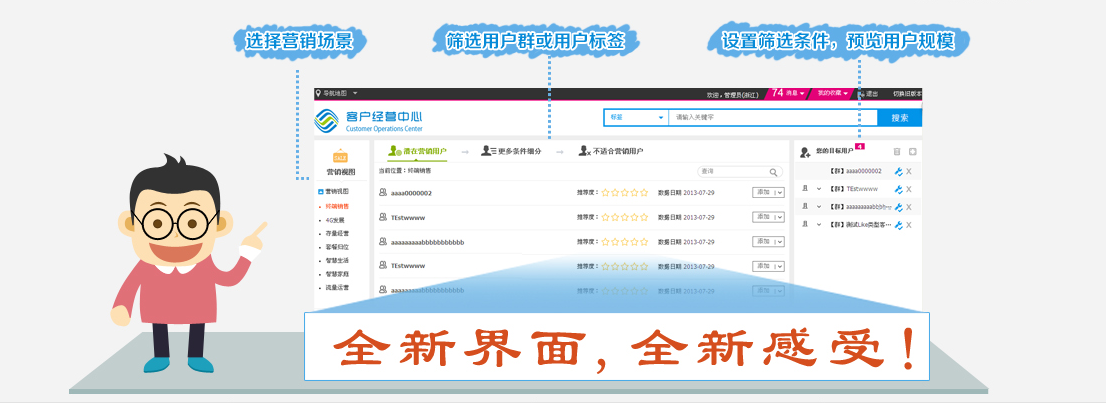 选择营销场景
筛选用户群或用户标签
设置筛选条件，预览用户规模
导航地图
欢迎，管理员(浙江)
74 消息
我的收藏
退出
切换旧版本
客户经营中心
Customer Operations Center
标签
请输入关键字
搜索
SALE
营销视图
营销视图
终端销售
4G发展
存量经营
套餐归位
智慧生活
智慧家庭
流量运营
潜在营销用户
更多条件细分
不适合营销用户
当前位置：终端销售
查询
aaaa0000002 推荐度： 数据日期 2013-07-29 添加
TEstwwww 推荐度： 数据日期 2013-07-29 添加
aaaaaaaaabbbbbbbbbbb 推荐度： 数据日期 2013-07-29 添加
TEstwwww 推荐度： 数据日期 2013-07-29 添加
aaaaaaaaabbbbbbbbbbb 推荐度： 数据日期 2013-07-29 添加
您的目标用户 4
【群】aaaa0000002 X
【群】TEstwwww X
【群】aaaaaaaaabbbb... X
【群】测试Like类型客... X
全新界面，全新感受！